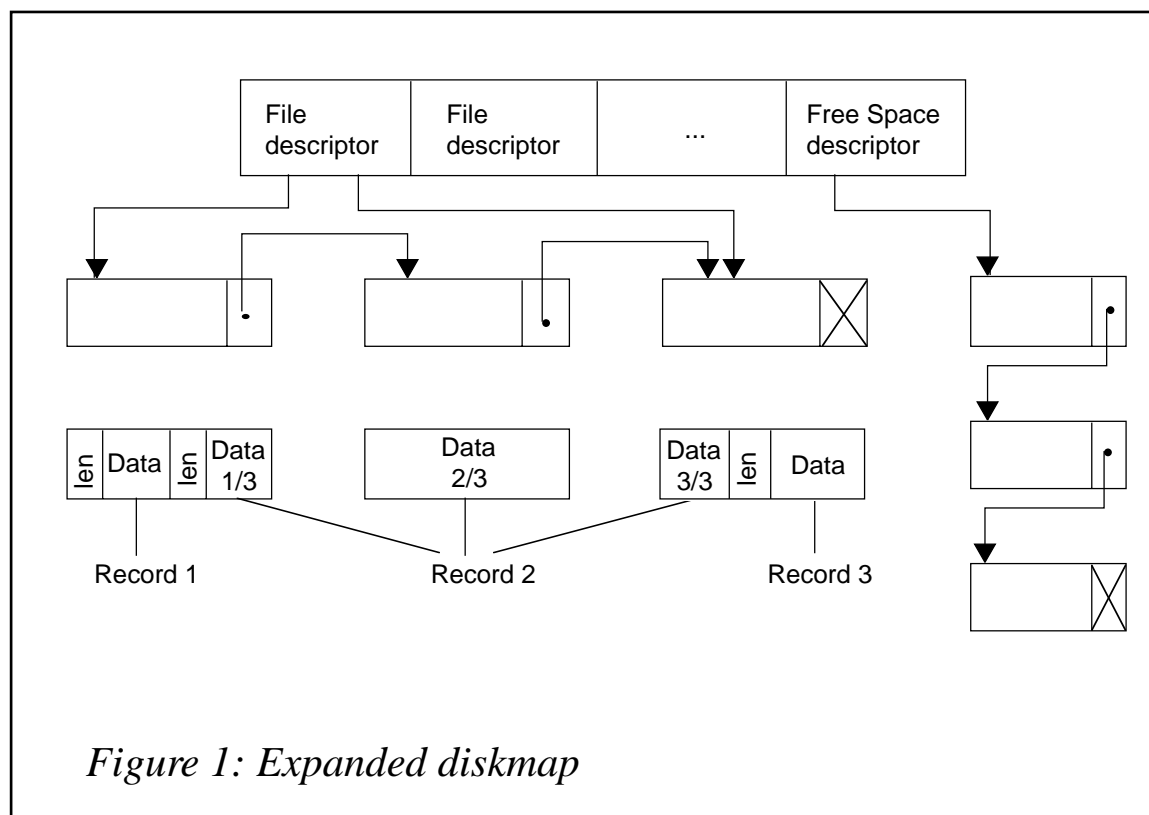 File
descriptor
File
descriptor
...
Free Space
descriptor
len
Data
len
Data
1/3
Data
2/3
Data
3/3
len
Data
Record 1
Record 2
Record 3
Figure 1: Expanded diskmap